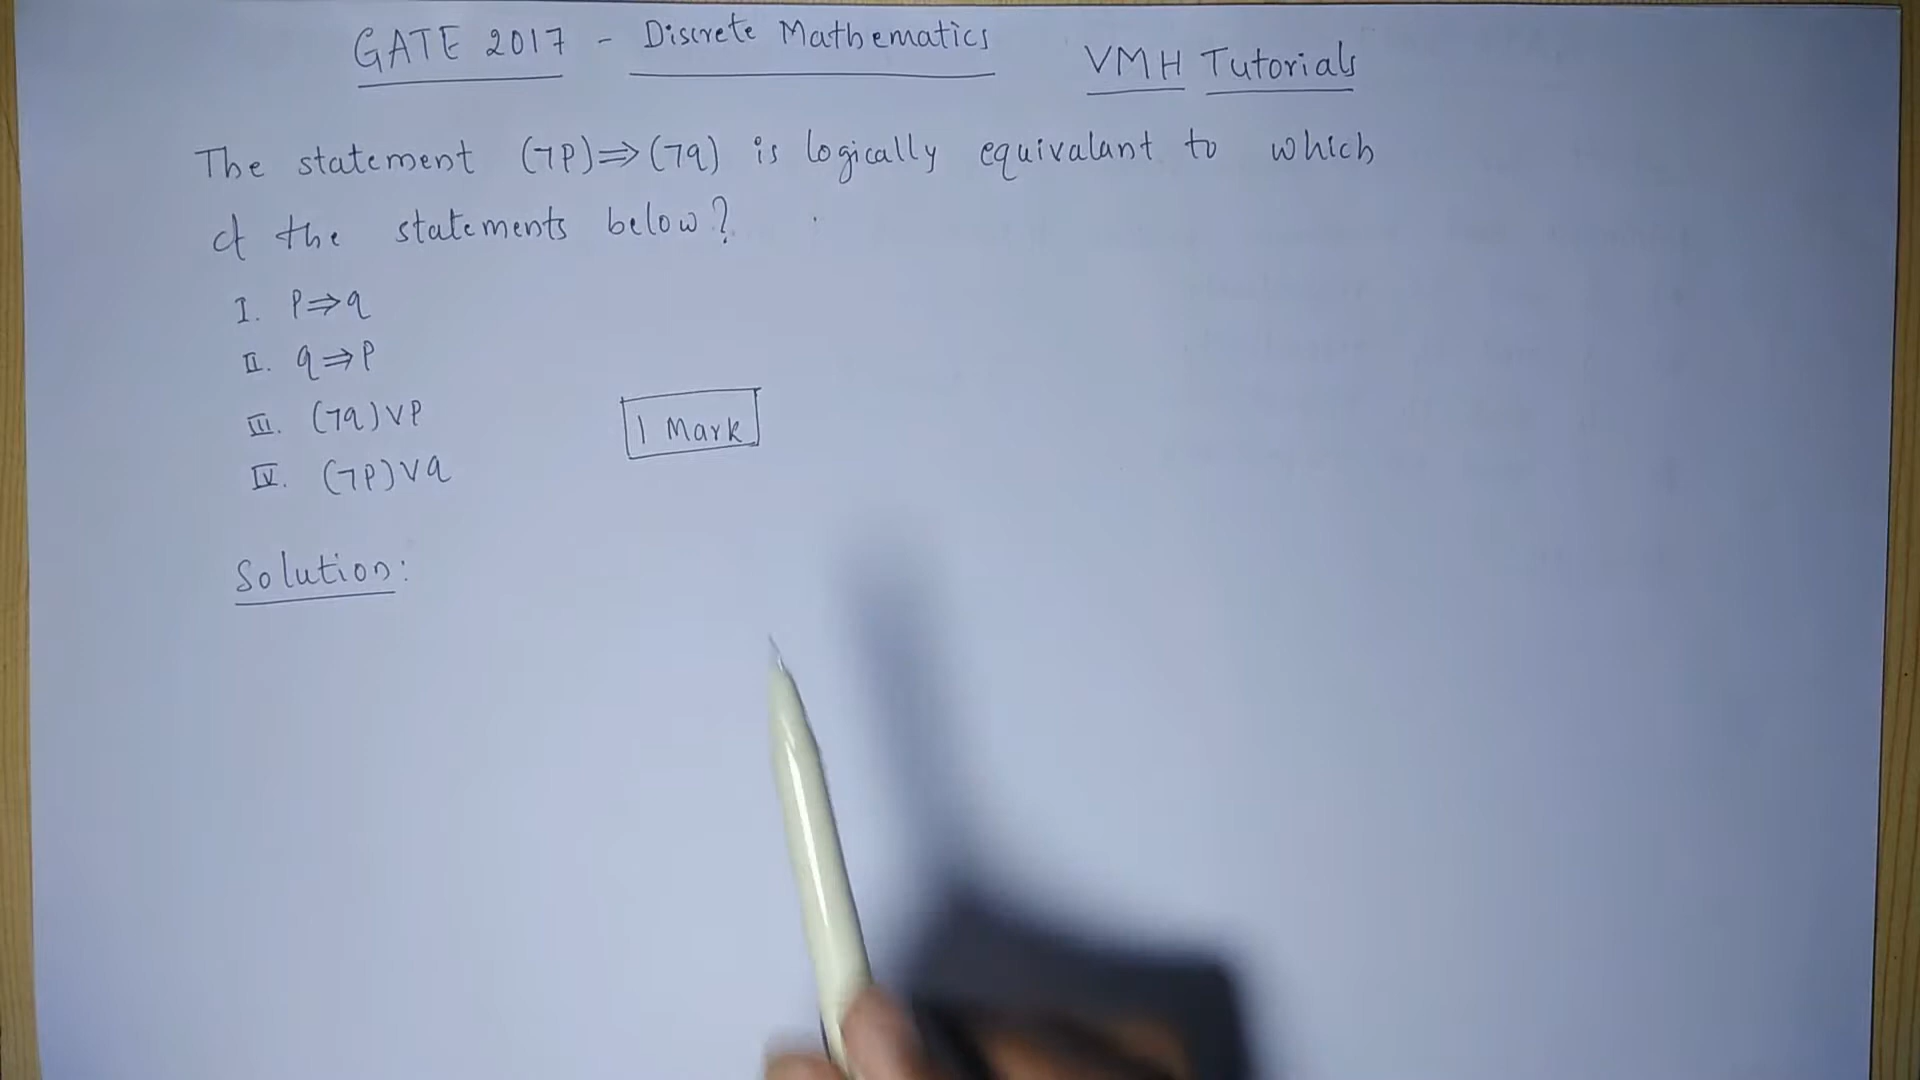 GATE 2017 - Discrete Mathematics VMH Tutorials
The statement (¬P)⇒(¬q) is logically equivalant to which
of the statements below?
I. P⇒q
II. q⇒P
III. (¬q)∨P
IV. (¬P)∨q
1 Mark
Solution: